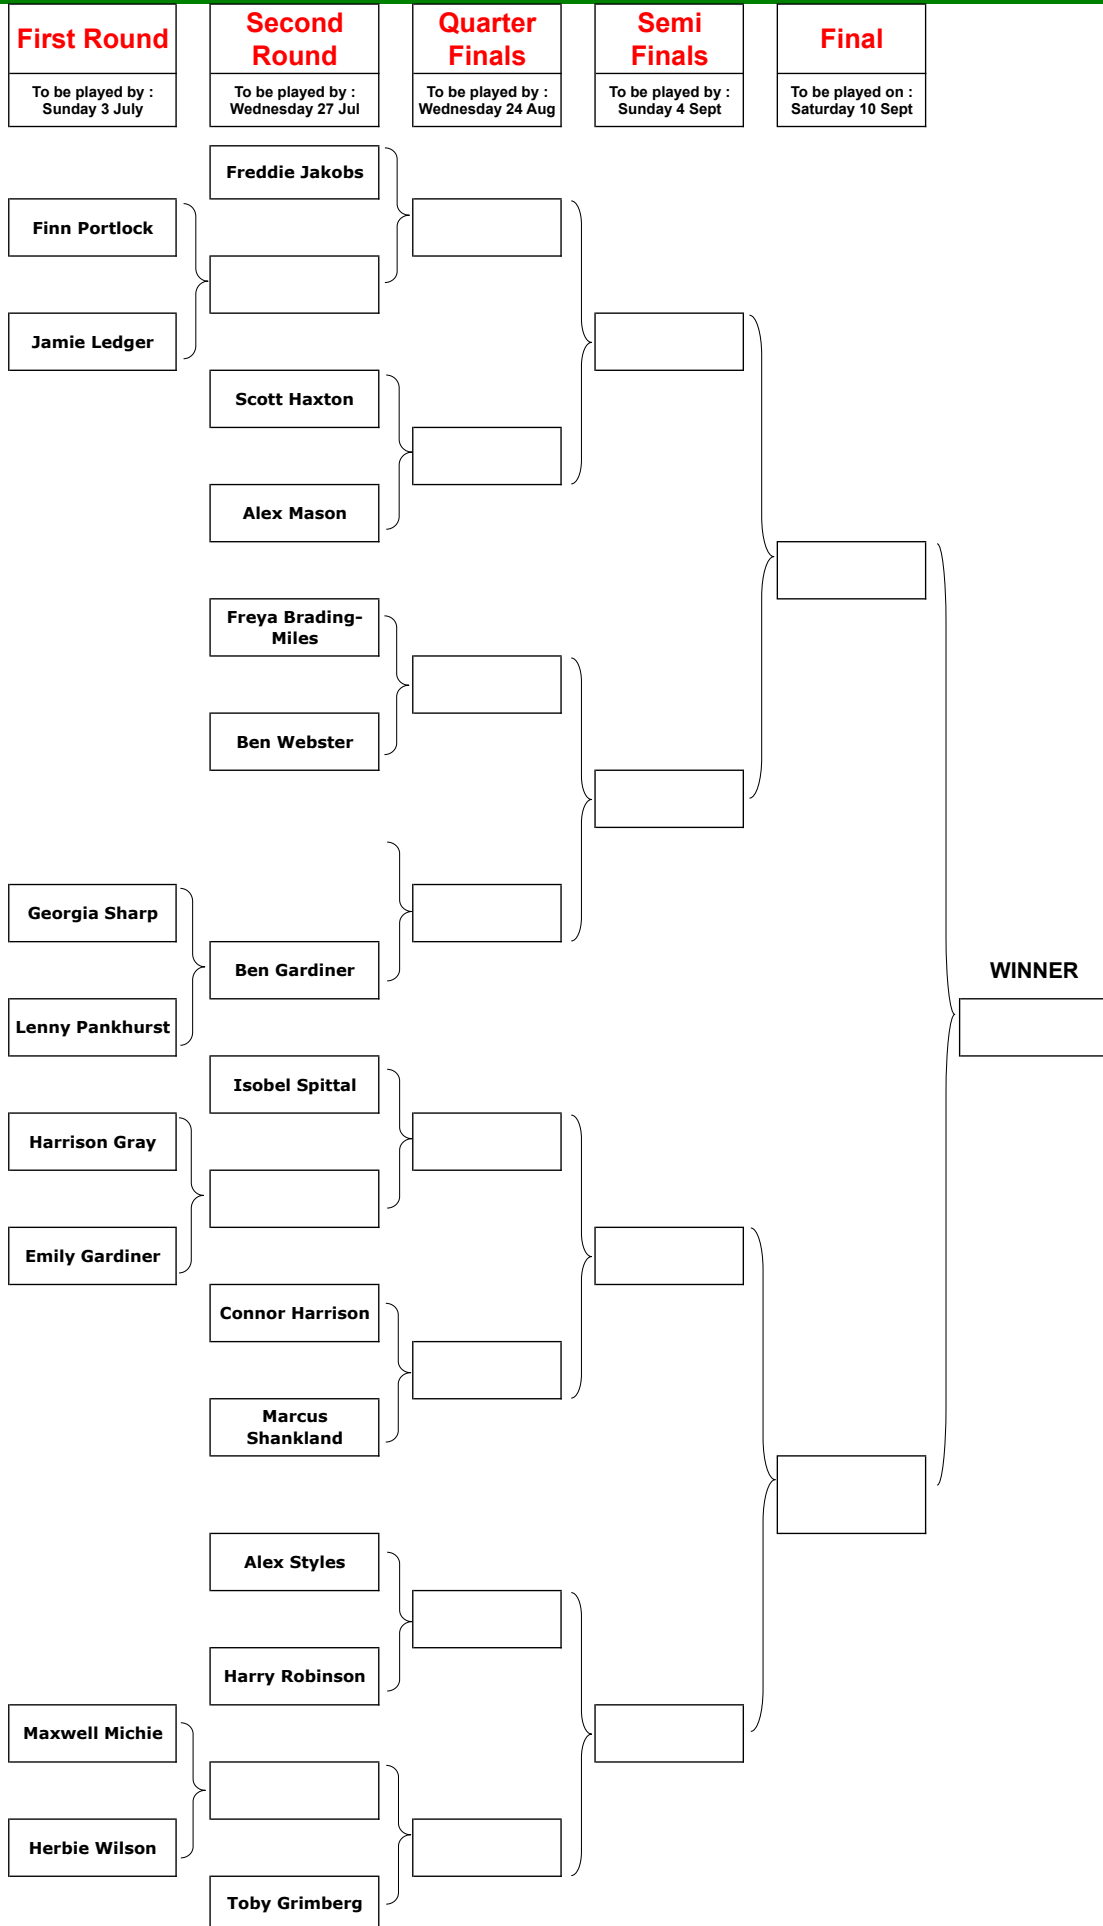 First Round
Second
Round
Quarter
Finals
Semi
Finals
Final
To be played by :
Sunday 3 July
To be played by :
Wednesday 27 Jul
To be played by :
Wednesday 24 Aug
To be played by :
Sunday 4 Sept
To be played on :
Saturday 10 Sept
Freddie Jakobs
Finn Portlock
Jamie Ledger
Scott Haxton
Alex Mason
Freya Brading-
Miles
Ben Webster
Georgia Sharp
Ben Gardiner
WINNER
Lenny Pankhurst
Isobel Spittal
Harrison Gray
Emily Gardiner
Connor Harrison
Marcus
Shankland
Alex Styles
Harry Robinson
Maxwell Michie
Herbie Wilson
Toby Grimberg